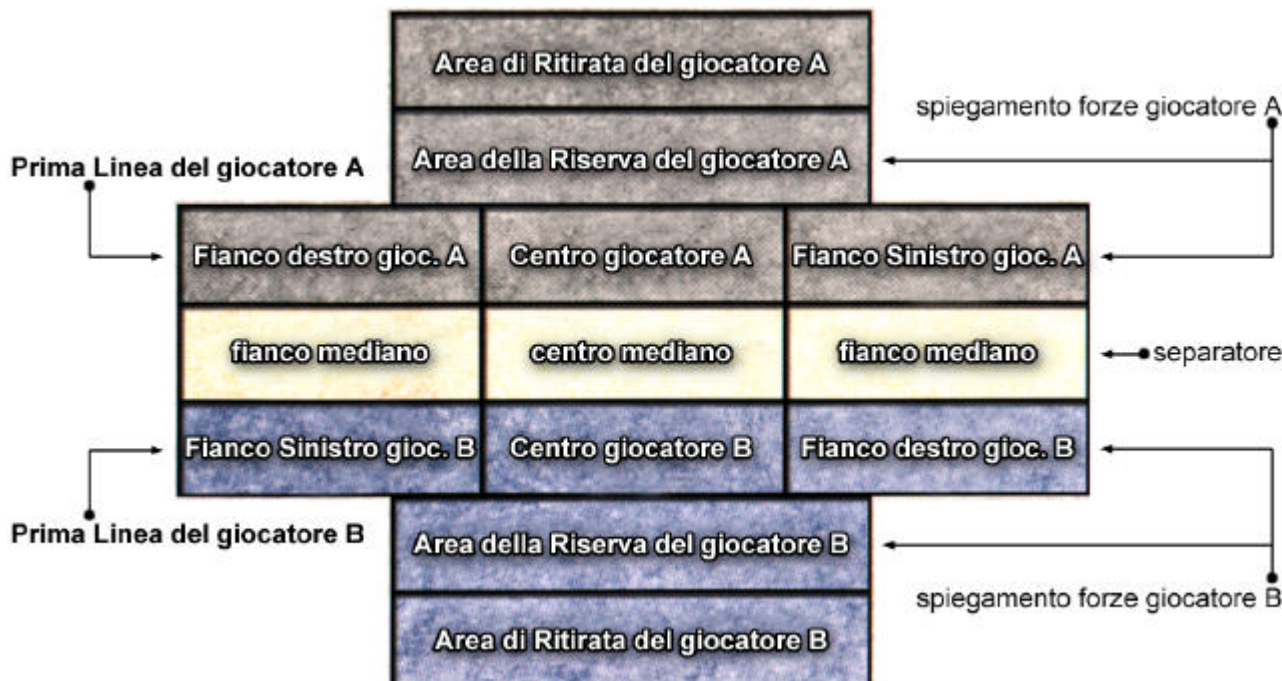 Area di Ritirata del giocatore A
spiegamento forze giocatore A
Area della Riserva del giocatore A
Prima Linea del giocatore A
Fianco destro gioc. A
Centro giocatore A
Fianco Sinistro gioc. A
fianco mediano
centro mediano
fianco mediano
separatore
Fianco Sinistro gioc. B
Centro giocatore B
Fianco destro gioc. B
Prima Linea del giocatore B
Area della Riserva del giocatore B
spiegamento forze giocatore B
Area di Ritirata del giocatore B